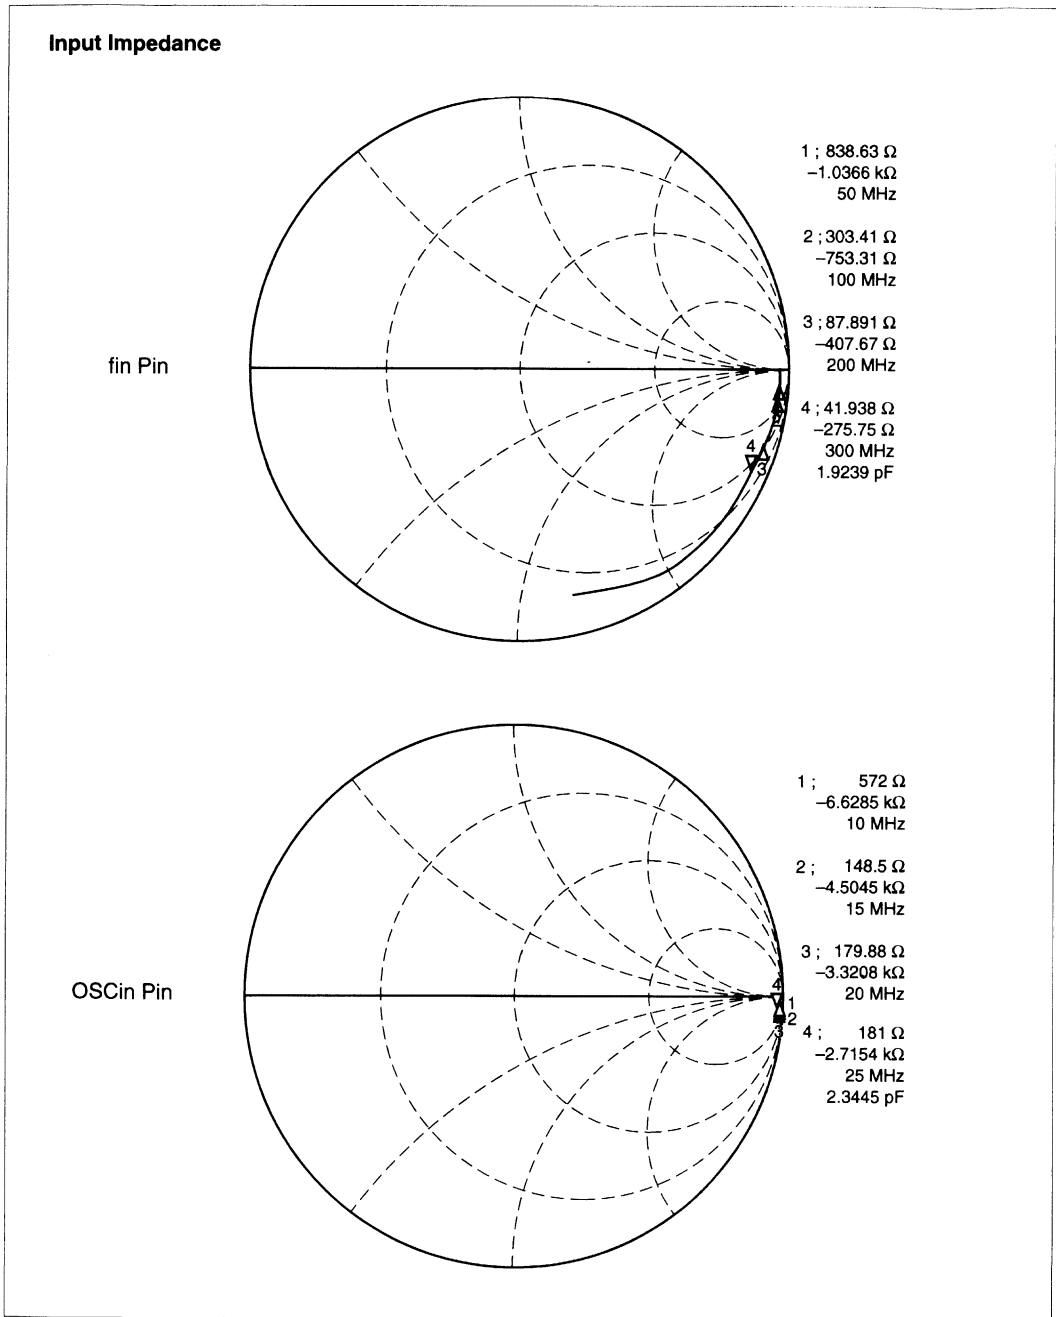 Input Impedance
fin Pin
1 ; 838.63 Ω
–1.0366 kΩ
50 MHz
2 ; 303.41 Ω
–753.31 Ω
100 MHz
3 ; 87.891 Ω
–407.67 Ω
200 MHz
4 ; 41.938 Ω
–275.75 Ω
300 MHz
1.9239 pF
4
3
OSCin Pin
1 ; 572 Ω
–6.6285 kΩ
10 MHz
2 ; 148.5 Ω
–4.5045 kΩ
15 MHz
3 ; 179.88 Ω
–3.3208 kΩ
20 MHz
4 ; 181 Ω
–2.7154 kΩ
25 MHz
2.3445 pF
4
1
2
3